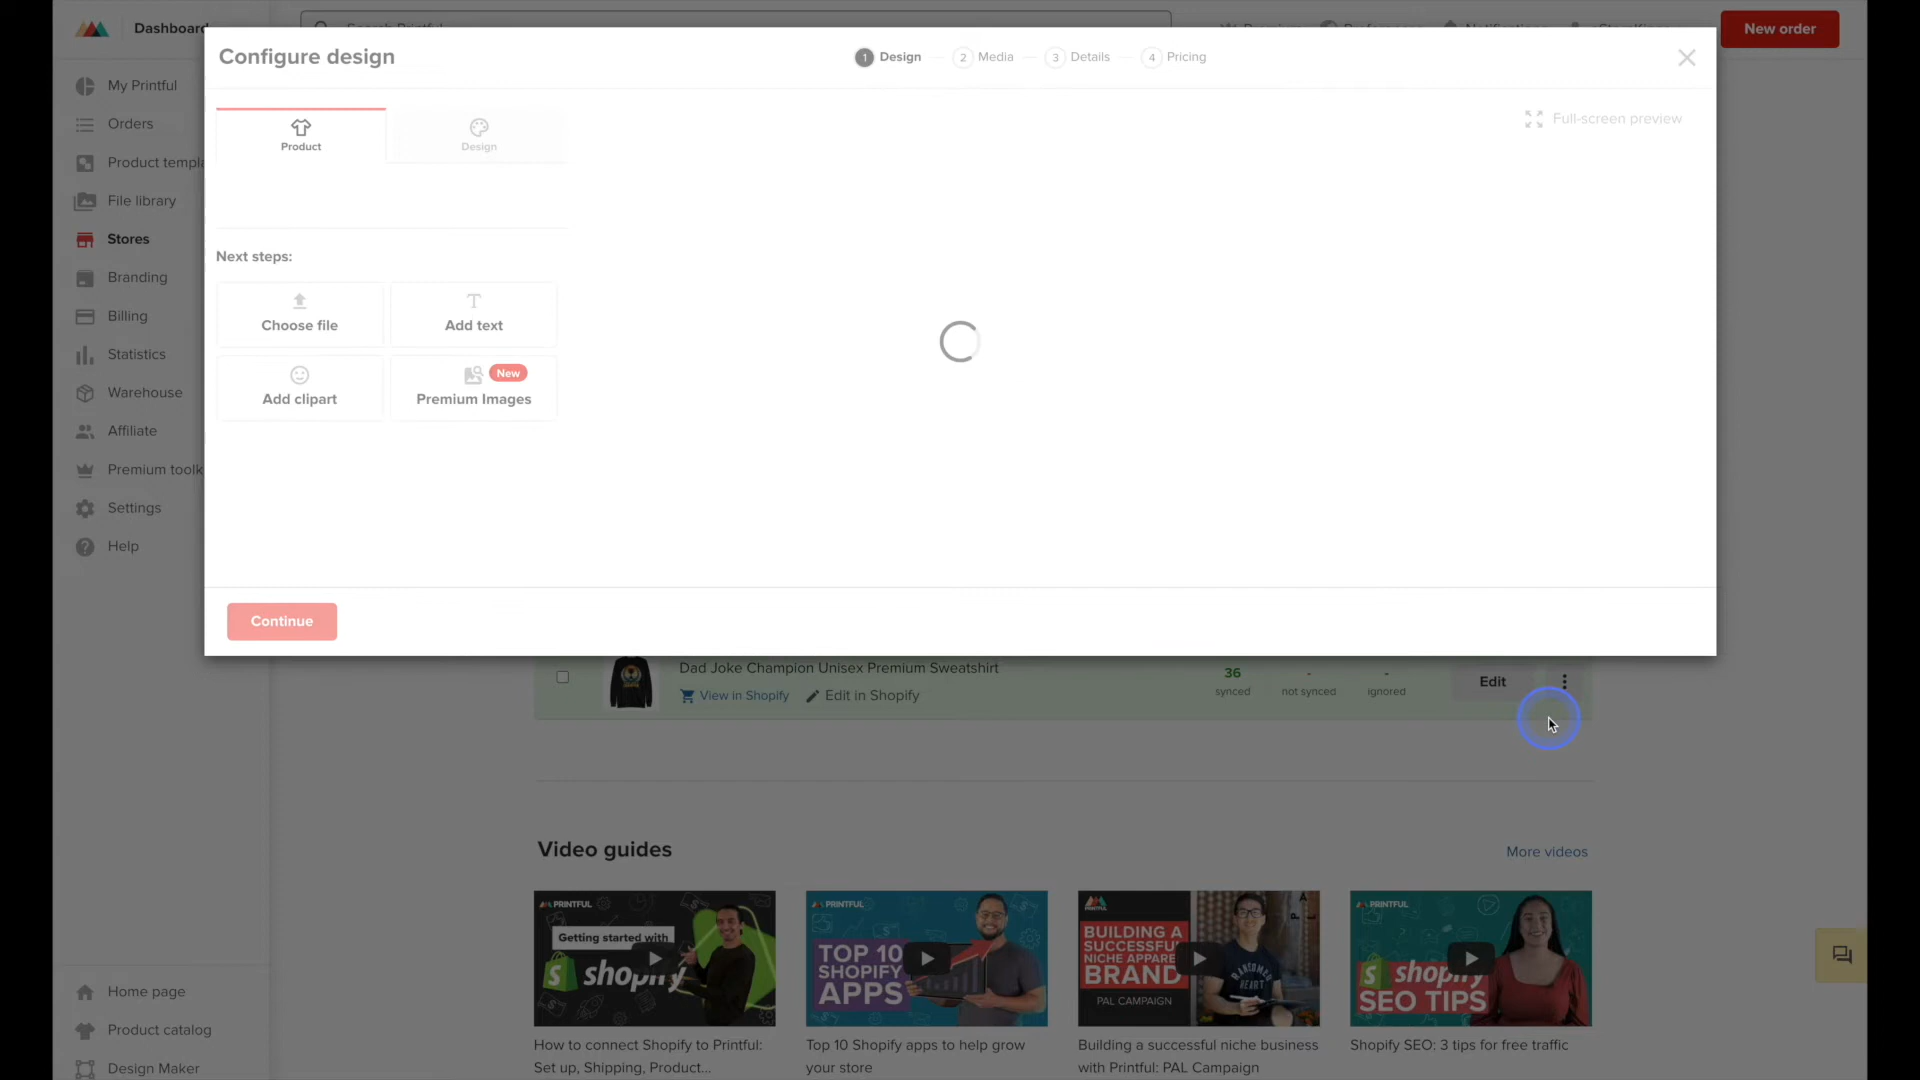 Dashboard
Search Printful
New order
Configure design
1 Design
2 Media
3 Details
4 Pricing
My Printful
Orders
Product templa
File library
Stores
Branding
Billing
Statistics
Warehouse
Affiliate
Premium toolk
Settings
Help
Product
Design
Full-screen preview
Next steps:
Choose file
Add text
Add clipart
New
Premium Images
Continue
Dad Joke Champion Unisex Premium Sweatshirt
View in Shopify
Edit in Shopify
36
synced
-
not synced
-
ignored
Edit
Video guides
More videos
PRINTFUL
Getting started with
shopify
PRINTFUL
TOP 10
SHOPIFY
APPS
PRINTFUL
BUILDING A
SUCCESSFUL
NICHE APPAREL
BRAND
PAL CAMPAIGN
PRINTFUL
shopify
SEO TIPS
How to connect Shopify to Printful:
Set up, Shipping, Product...
Top 10 Shopify apps to help grow
your store
Building a successful niche business
with Printful: PAL Campaign
Shopify SEO: 3 tips for free traffic
Home page
Product catalog
Design Maker